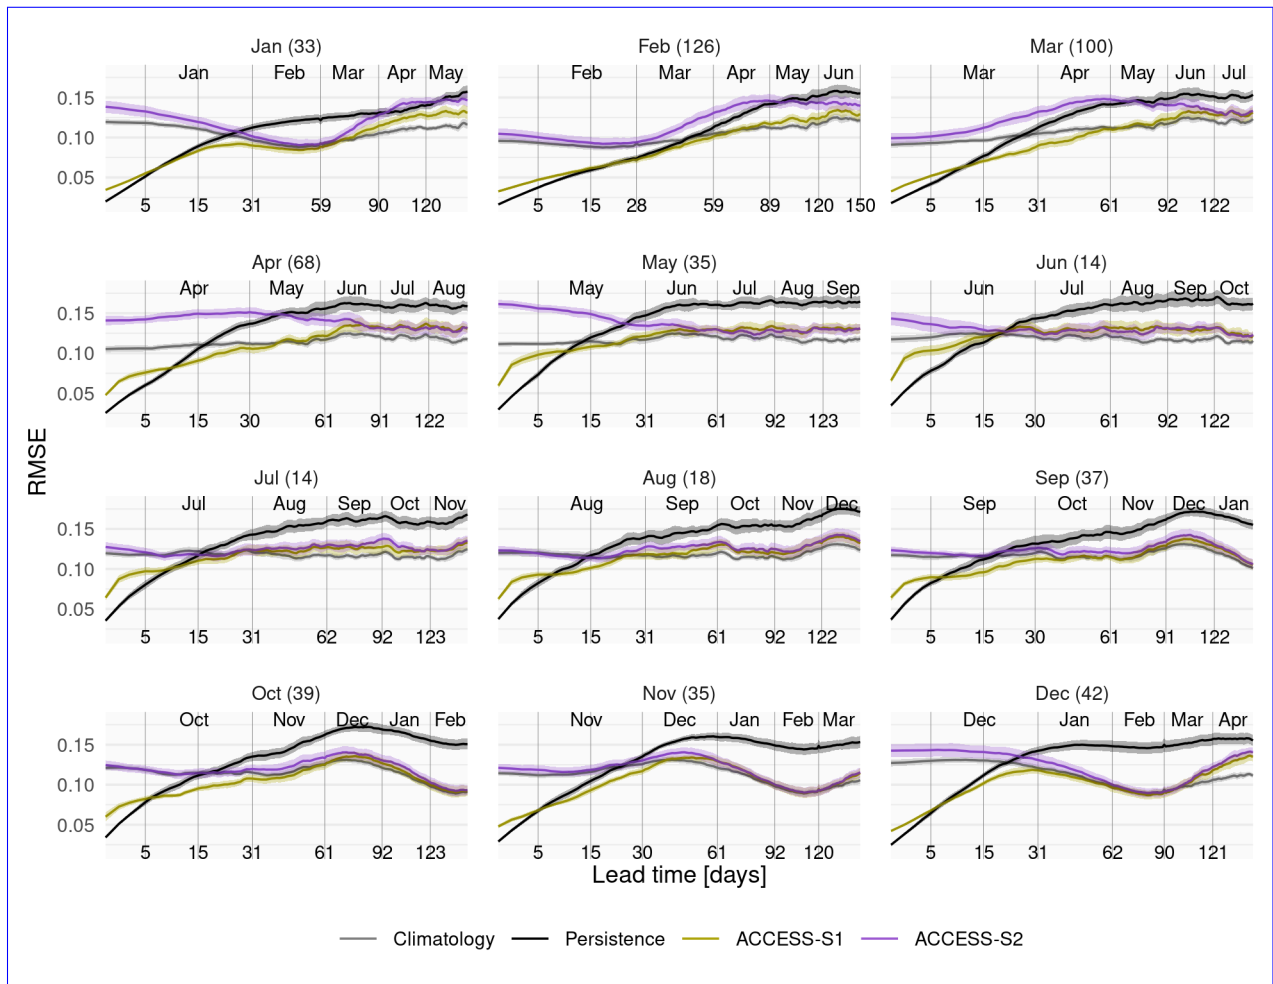 Jan (33)
Feb (126)
Mar (100)
Jan Feb Mar Apr May
Feb Mar Apr May Jun
Mar Apr May Jun Jul
0.15
0.10
0.05
5 15 31 59 90 120
5 15 28 59 89 120 150
5 15 31 61 92 122
Apr (68)
May (35)
Jun (14)
Apr May Jun Jul Aug
May Jun Jul Aug Sep
Jun Jul Aug Sep Oct
0.15
0.10
0.05
5 15 30 61 91 122
5 15 31 61 92 123
5 15 30 61 92 122
RMSE
Jul (14)
Aug (18)
Sep (37)
Jul Aug Sep Oct Nov
Aug Sep Oct Nov Dec
Sep Oct Nov Dec Jan
0.15
0.10
0.05
5 15 31 62 92 123
5 15 31 61 92 122
5 15 30 61 91 122
Oct (39)
Nov (35)
Dec (42)
Oct Nov Dec Jan Feb
Nov Dec Jan Feb Mar
Dec Jan Feb Mar Apr
0.15
0.10
0.05
5 15 31 61 92 123
5 15 30 61 92 120
5 15 31 62 90 121
Lead time [days]
Climatology Persistence ACCESS-S1 ACCESS-S2